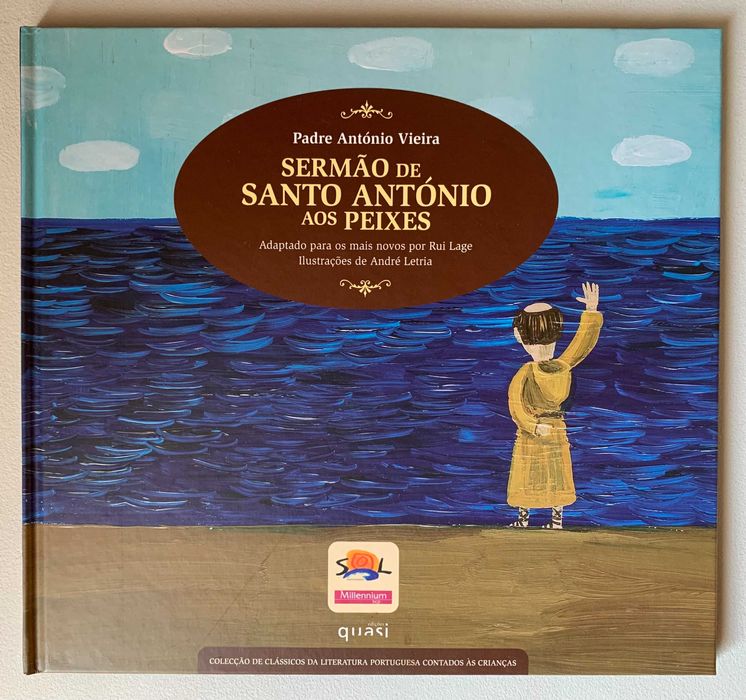 Padre António Vieira
SERMÃO DE
SANTO ANTÓNIO
AOS PEIXES
Adaptado para os mais novos por Rui Lage
Ilustrações de André Letria
SOL
Millennium
bcp
edições
quasi
COLECÇÃO DE CLÁSSICOS DA LITERATURA PORTUGUESA CONTADOS ÀS CRIANÇAS